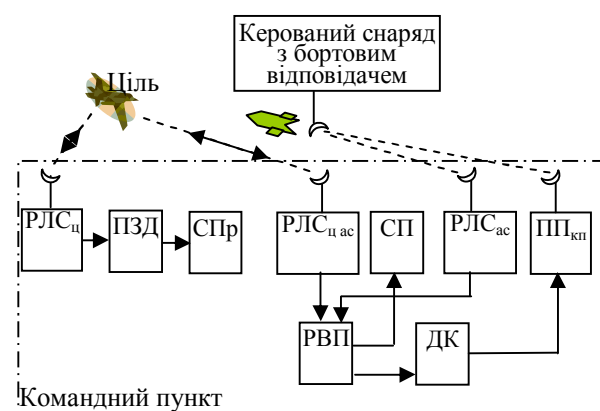 Керований снаряд
з бортовим
відповідачем
Ціль
РЛСц
ПЗД
СПр
РЛСц ас
СП
РЛСас
ППкп
РВП
ДК
Командний пункт